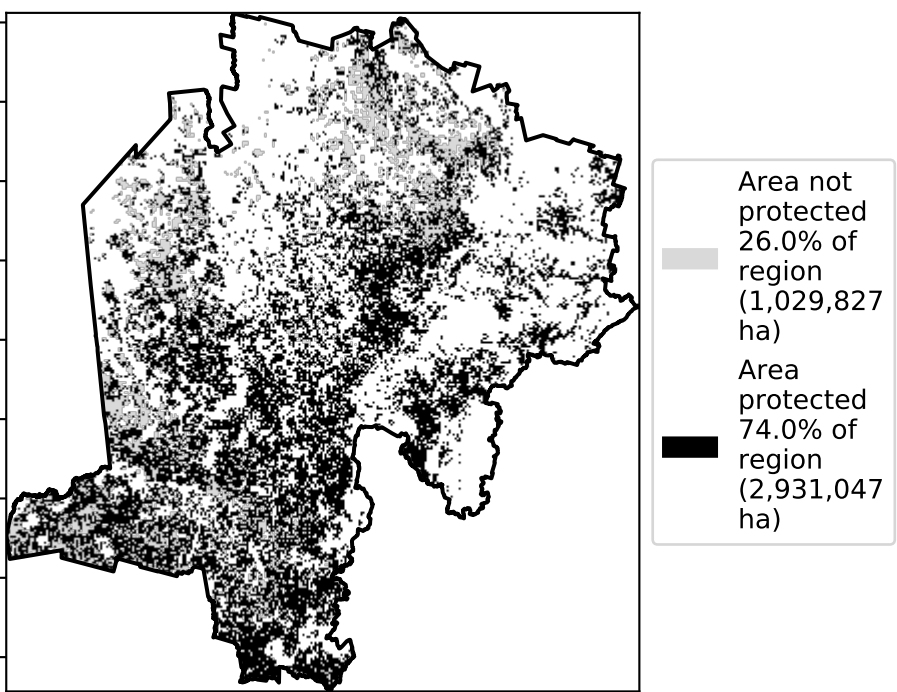 Area not
protected
26.0% of
region
(1,029,827
ha)
Area
protected
74.0% of
region
(2,931,047
ha)